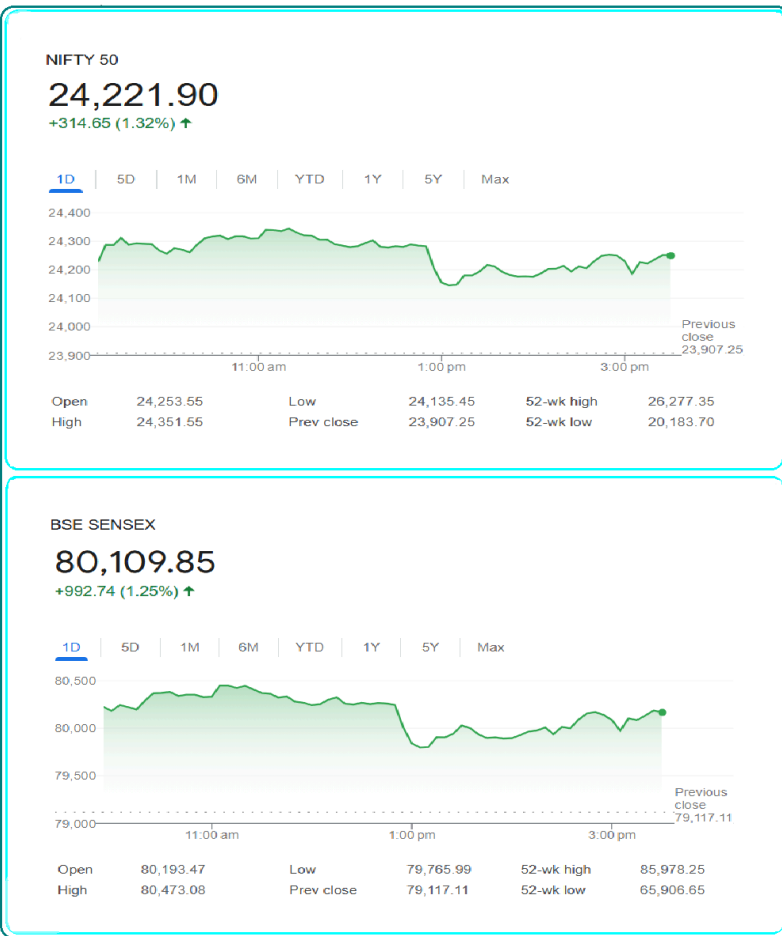 NIFTY 50
24,221.90
+314.65 (1.32%) ↑
1D 5D 1M 6M YTD 1Y 5Y Max
24,400
24,300
24,200
24,100
24,000
23,900
Previous
close
23,907.25
11:00 am 1:00 pm 3:00 pm
Open 24,253.55 Low 24,135.45 52-wk high 26,277.35
High 24,351.55 Prev close 23,907.25 52-wk low 20,183.70
BSE SENSEX
80,109.85
+992.74 (1.25%) ↑
1D 5D 1M 6M YTD 1Y 5Y Max
80,500
80,000
79,500
79,000
Previous
close
79,117.11
11:00 am 1:00 pm 3:00 pm
Open 80,193.47 Low 79,765.99 52-wk high 85,978.25
High 80,473.08 Prev close 79,117.11 52-wk low 65,906.65